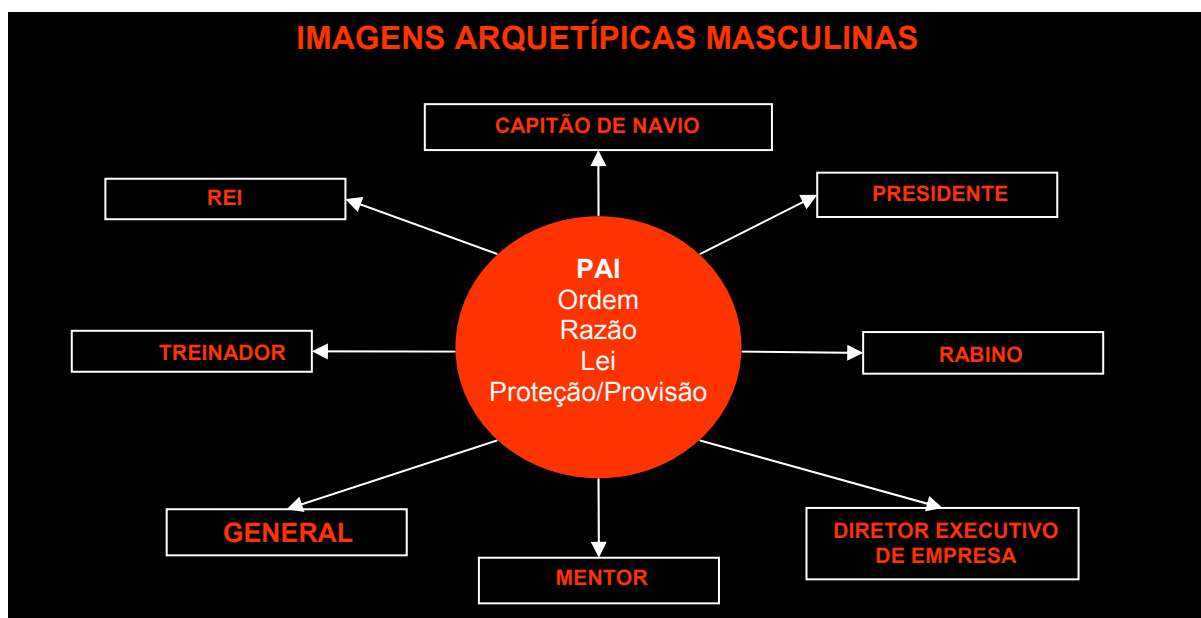 IMAGENS ARQUETÍPICAS MASCULINAS
CAPITÃO DE NAVIO
REI
PRESIDENTE
PAI
Ordem
Razão
Lei
Proteção/Provisão
TREINADOR
RABINO
GENERAL
MENTOR
DIRETOR EXECUTIVO
DE EMPRESA